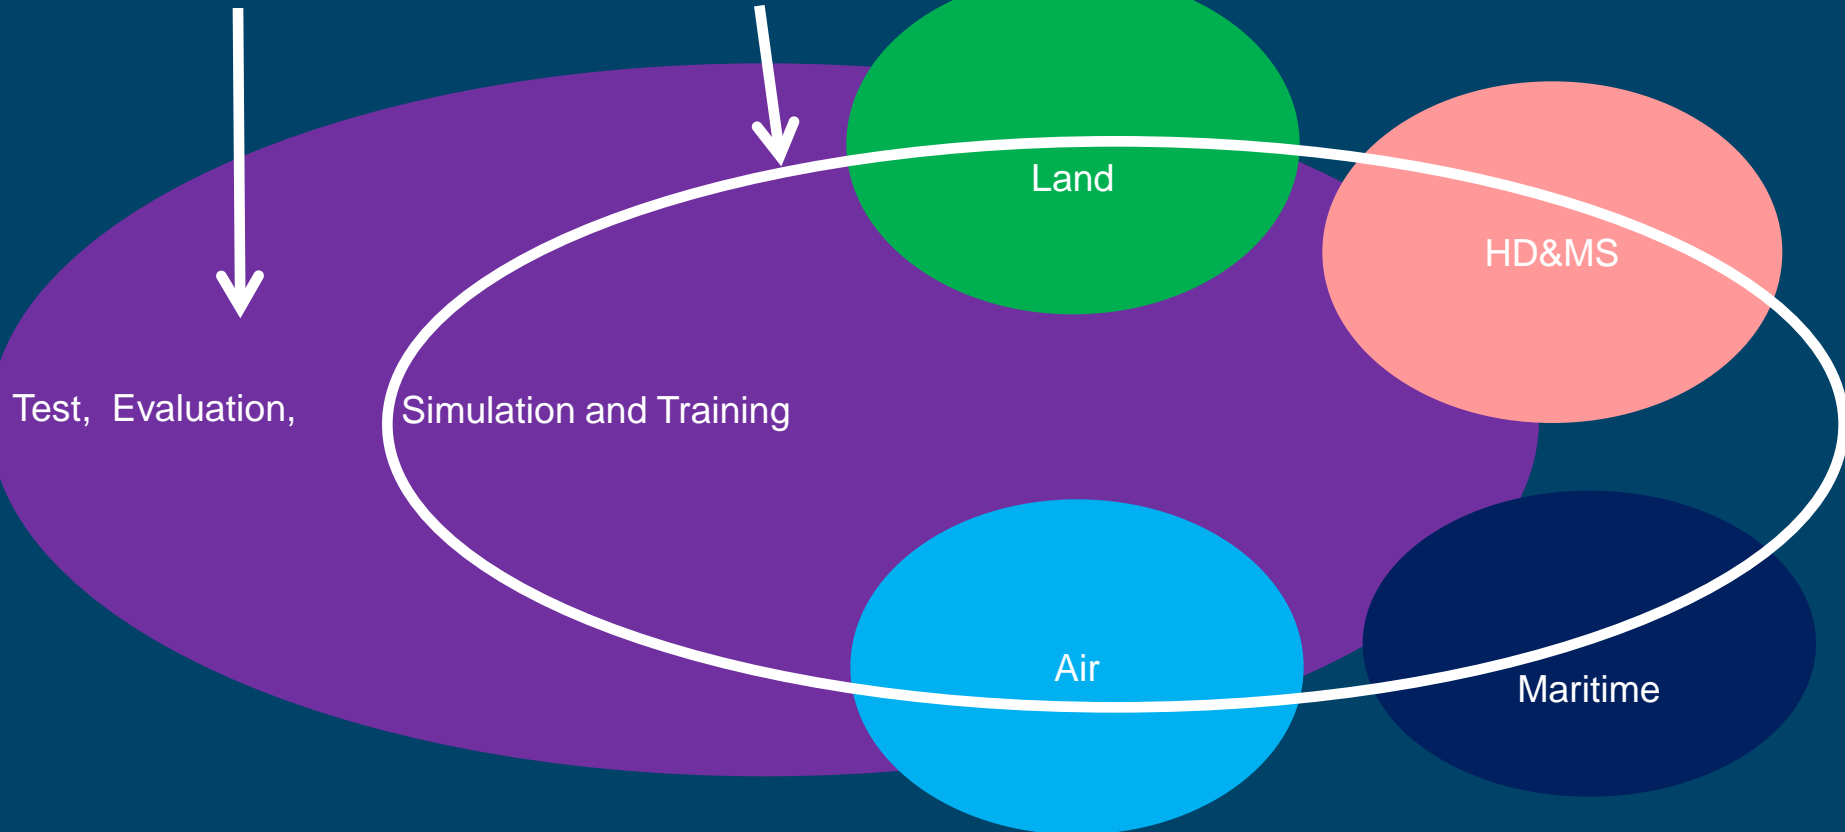 Land
HD&MS
Test,  Evaluation,
Simulation and Training
Air
Maritime